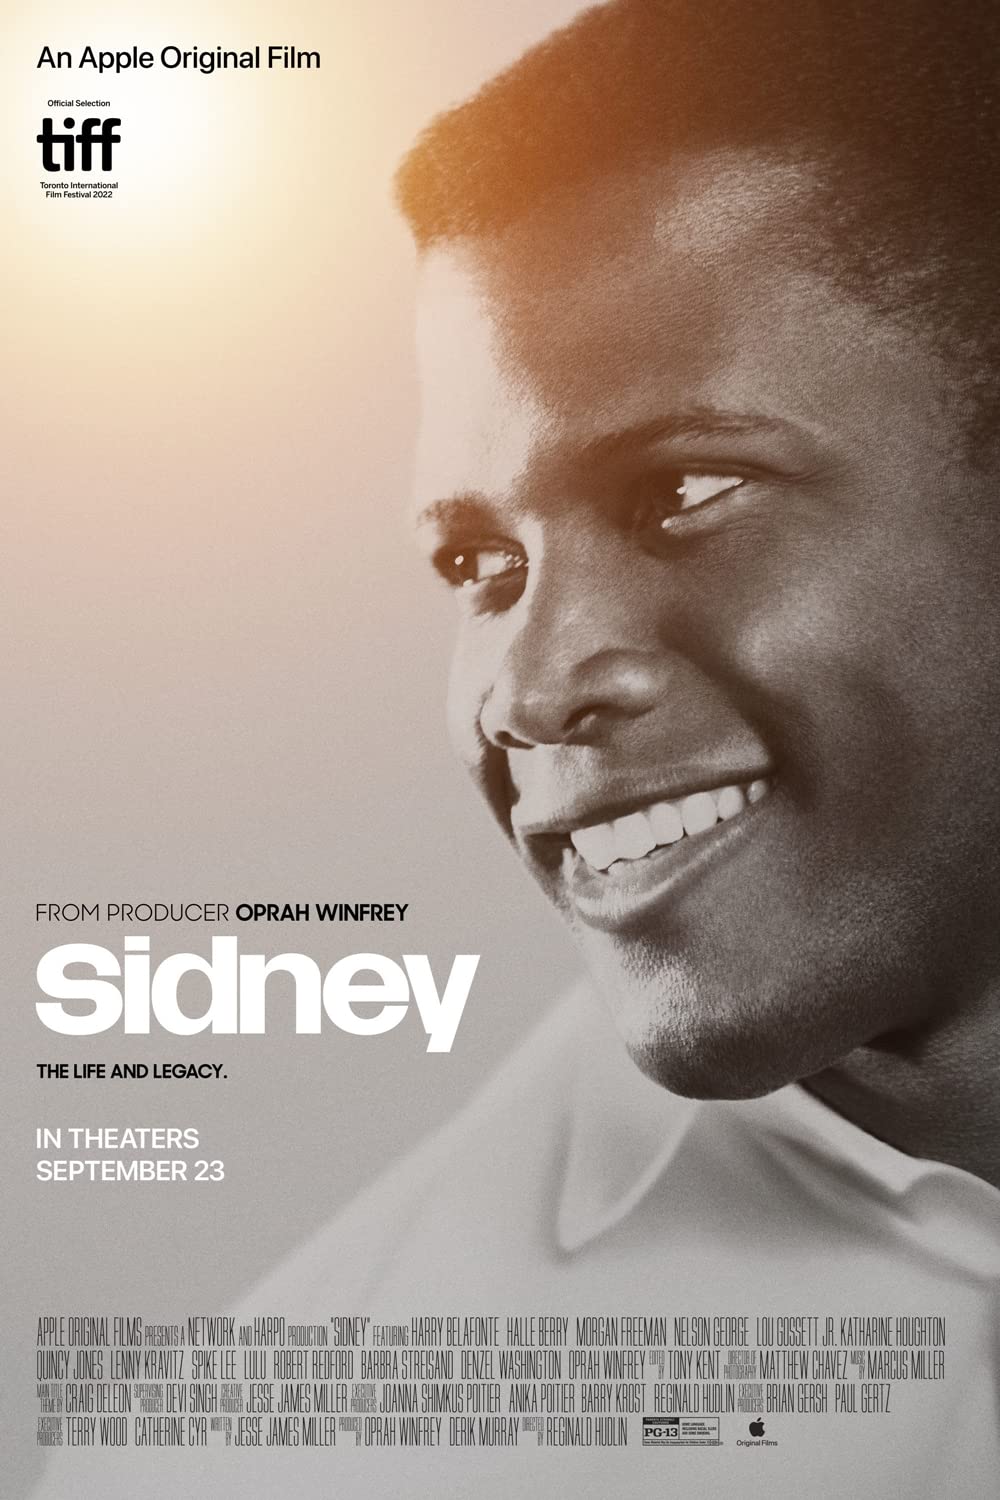 An Apple Original Film
Official Selection
tiff
Toronto International
Film Festival 2022
FROM PRODUCER OPRAH WINFREY
Sidney
THE LIFE AND LEGACY.
IN THEATERS
SEPTEMBER 23
APPLE ORIGINAL FILMS PRESENTS A NETWORK AND HARPO PRODUCTION "SIDNEY" FEATURING HARRY BELAFONTE HALLE BERRY MORGAN FREEMAN NELSON GEORGE LOU GOSSETT JR. KATHARINE HOUGHTON
QUINCY JONES LENNY KRAVITZ SPIKE LEE LULU ROBERT REDFORD BARBRA STREISAND DENZEL WASHINGTON OPRAH WINFREY EDITED BY TONY KENT DIRECTOR OF PHOTOGRAPHY MATTHEW CHAVEZ MUSIC BY MARCUS MILLER
MAIN TITLE THEME BY CRAIG DELEON SUPERVISING PRODUCER DEVI SINGH CREATIVE PRODUCER JESSE JAMES MILLER EXECUTIVE PRODUCERS JOANNA SHIMKUS POITIER ANIKA POITIER BARRY KROST REGINALD HUDLIN EXECUTIVE PRODUCERS BRIAN GERSH PAUL GERTZ
EXECUTIVE PRODUCERS TERRY WOOD CATHERINE CYR WRITTEN BY JESSE JAMES MILLER PRODUCED BY OPRAH WINFREY DERIK MURRAY DIRECTED BY REGINALD HUDLIN PG-13
Original Films